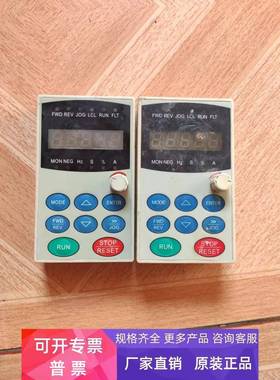 FWD REV JOG LCL RUN FLT
MON NEG Hz S % A
MODE
ENTER
FWD
REV
JOG
RUN
STOP
RESET
FWD REV JOG LCL RUN FLT
MON NEG Hz S % A
MODE
ENTER
FWD
REV
JOG
RUN
STOP
RESET
可开专票
普票
规格齐全 更多产品 咨询客服
厂家直销 原装正品